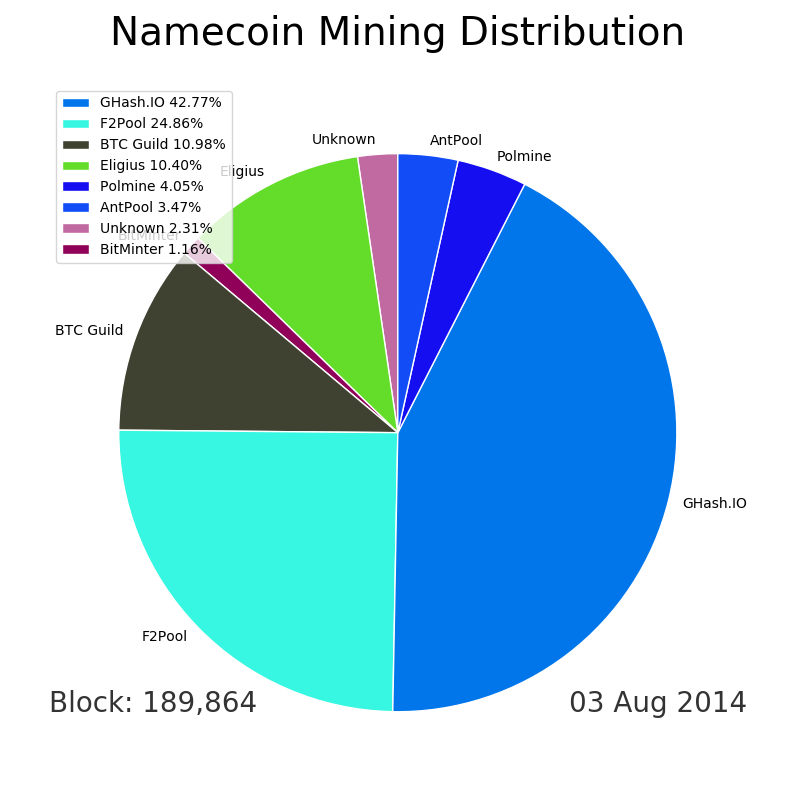 Namecoin Mining Distribution
GHash.IO 42.77%
F2Pool 24.86%
BTC Guild 10.98%
Eligius 10.40%
Polmine 4.05%
AntPool 3.47%
Unknown 2.31%
BitMinter 1.16%
Unknown
AntPool
Polmine
Eligius
BitMinter
BTC Guild
GHash.IO
F2Pool
Block: 189,864
03 Aug 2014